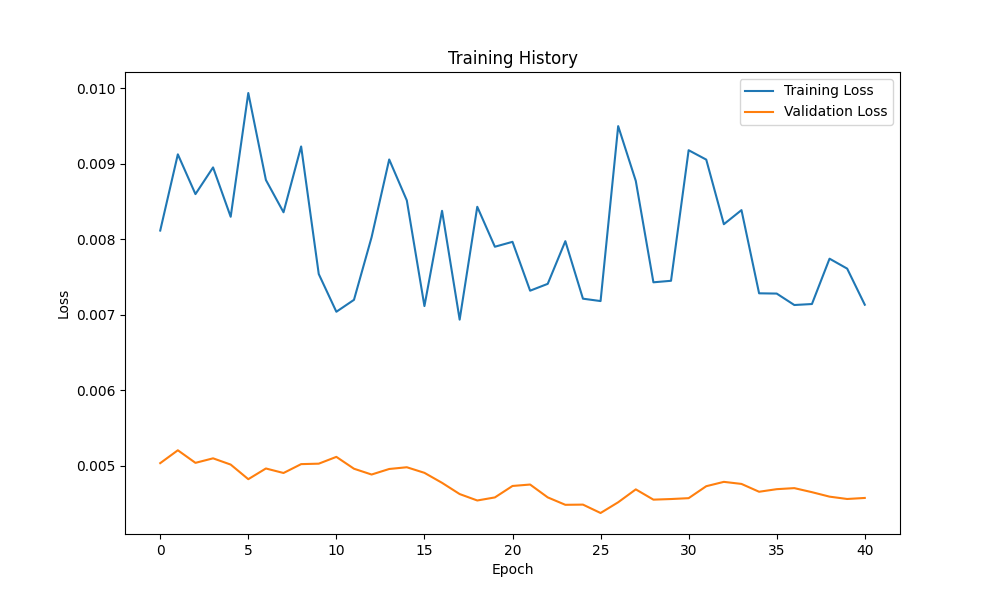 Training History
Training Loss
Validation Loss
0.010
0.009
0.008
0.007
0.006
0.005
Loss
0 5 10 15 20 25 30 35 40
Epoch